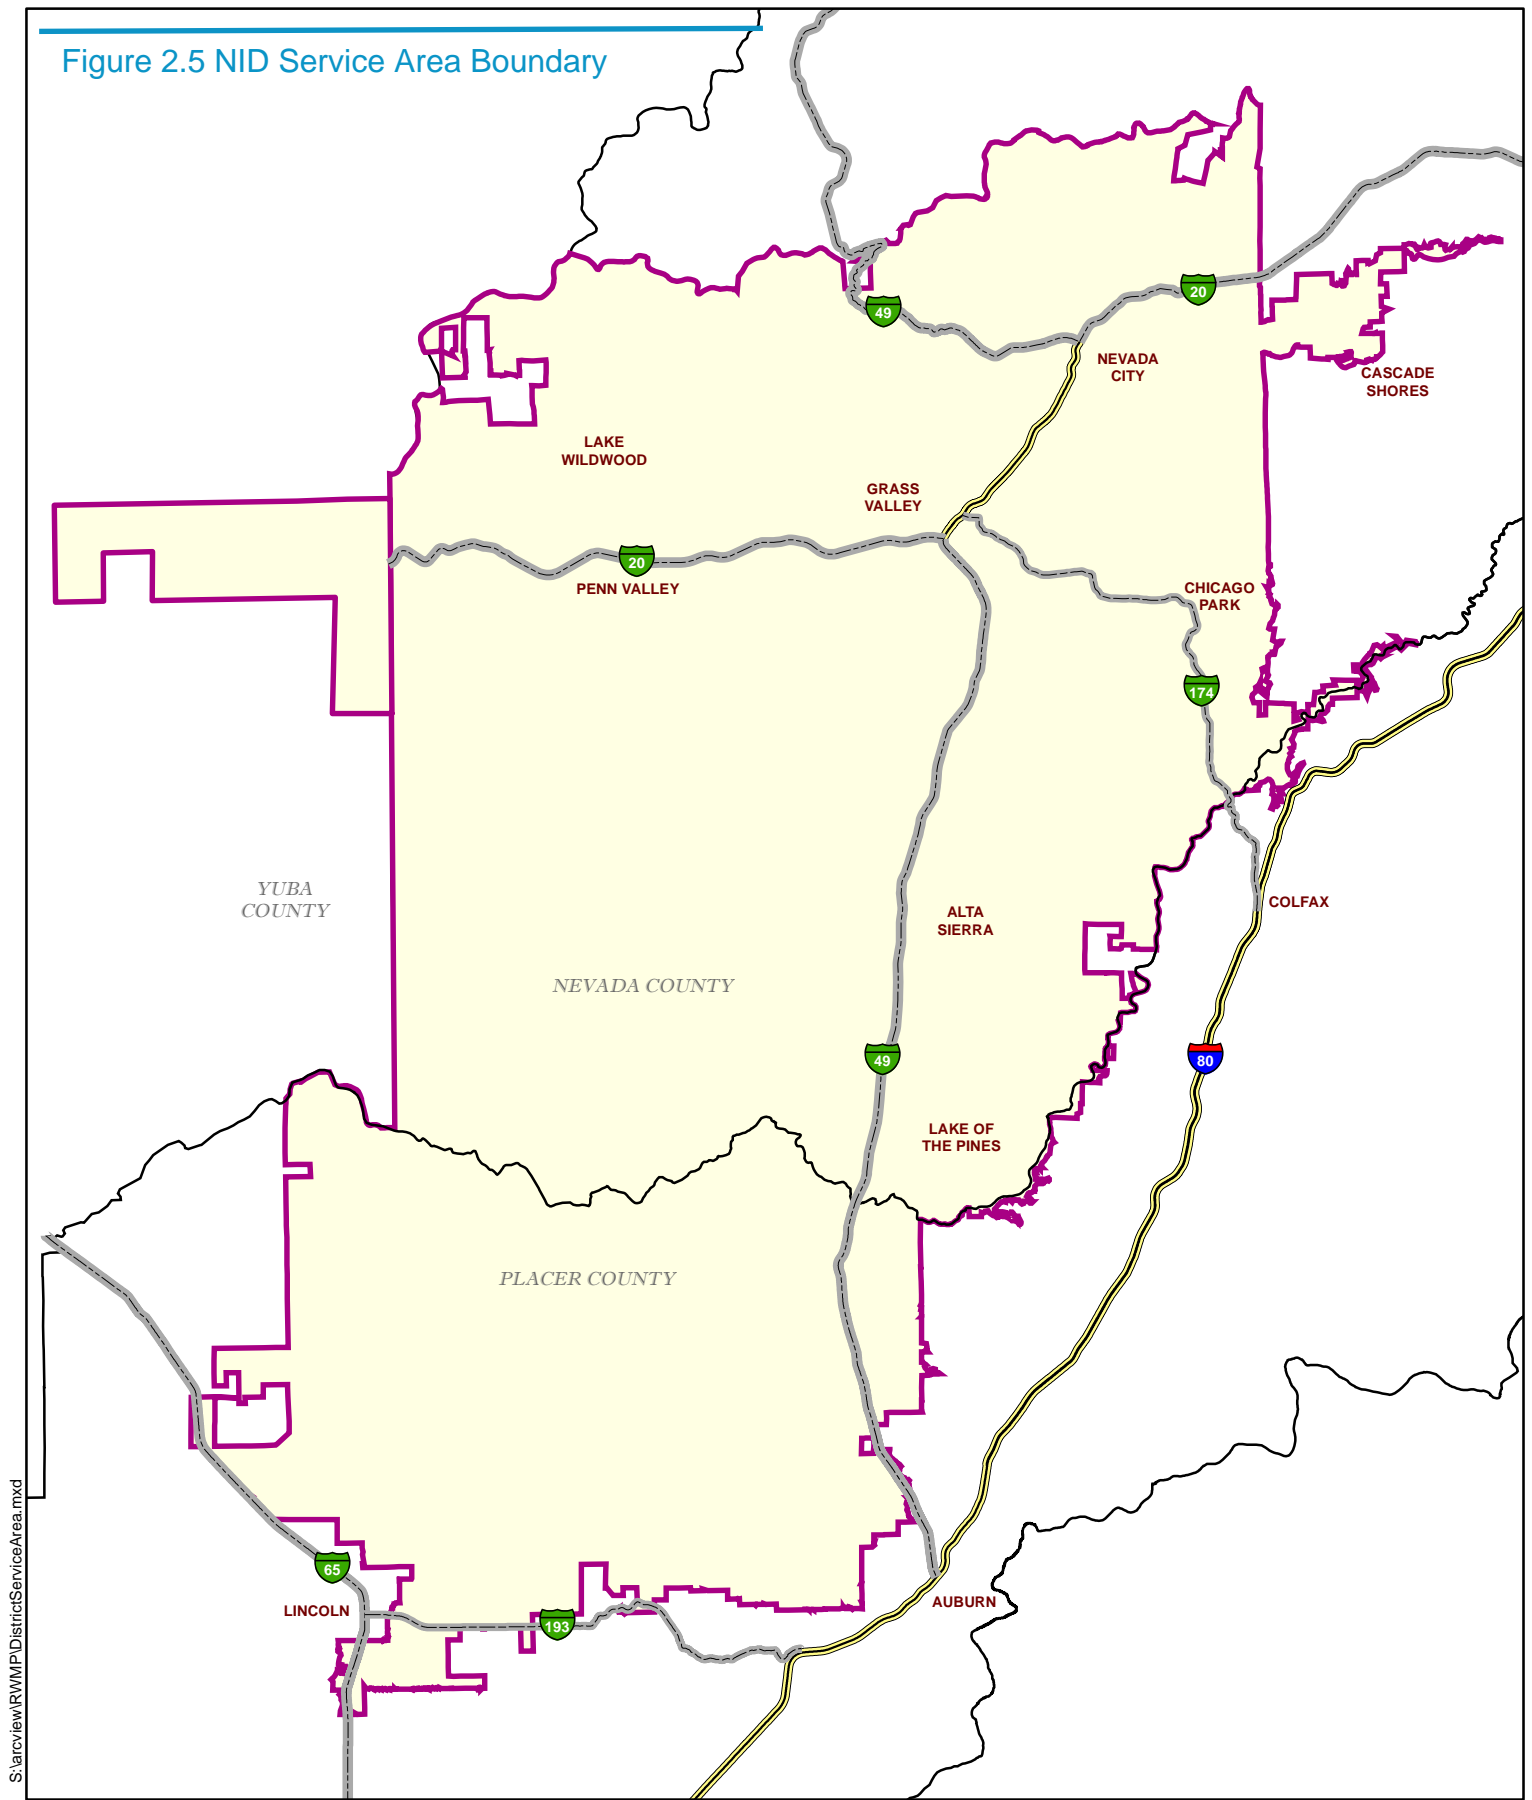 Figure 2.5 NID Service Area Boundary
20
49
NEVADA
CITY
CASCADE
SHORES
LAKE
WILDWOOD
GRASS
VALLEY
20
PENN VALLEY
CHICAGO
PARK
174
YUBA
COUNTY
COLFAX
ALTA
SIERRA
NEVADA COUNTY
49
80
LAKE OF
THE PINES
PLACER COUNTY
65
LINCOLN
193
AUBURN
S:\arcview\RWMP\DistrictServiceArea.mxd